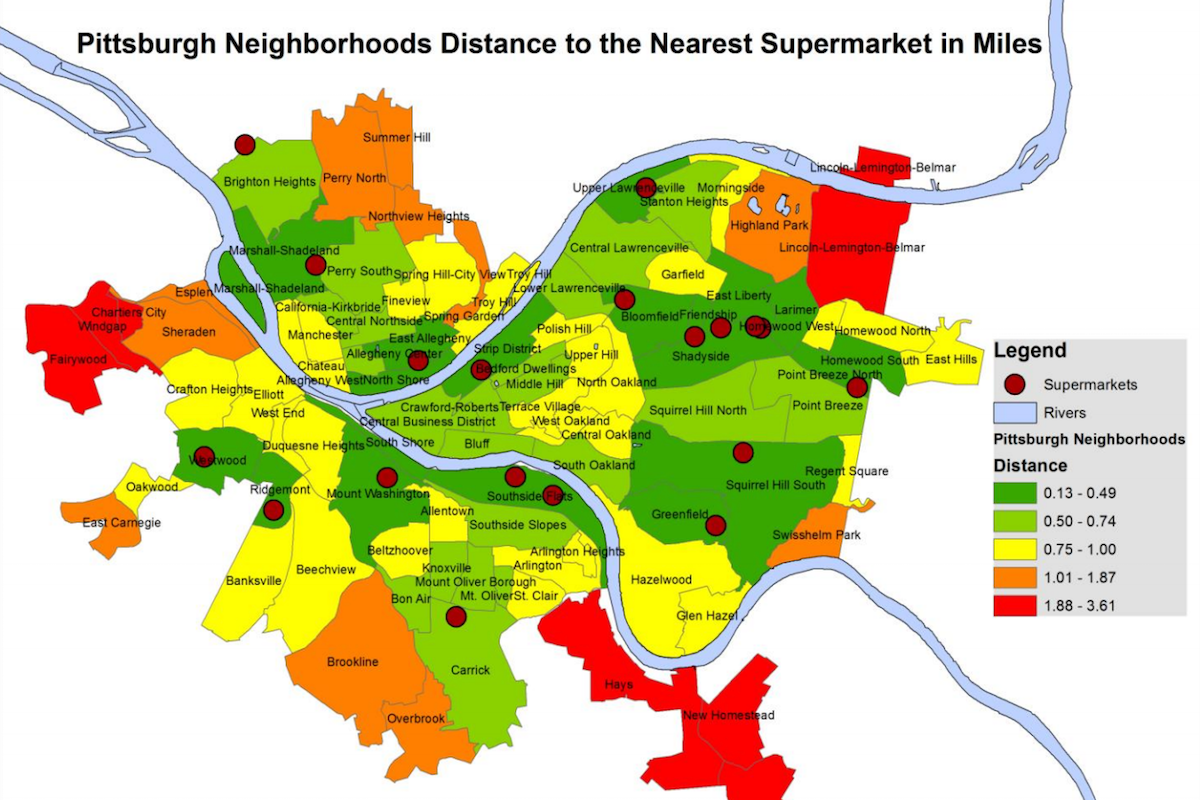 Pittsburgh Neighborhoods Distance to the Nearest Supermarket in Miles
Summer Hill
Lincoln-Lemington-Belmar
Brighton Heights
Perry North
Upper Lawrenceville
Morningside
Stanton Heights
Northview Heights
Highland Park
Marshall-Shadeland
Central Lawrenceville
Lincoln-Lemington-Belmar
Perry South
Spring Hill-City View
Troy Hill
Garfield
Esplen
Marshall-Shadeland
Lower Lawrenceville
East Liberty
California-Kirkbride
Fineview
Troy Hill
Chartiers City
Windgap
Central Northside
Spring Garden
Bloomfield
Friendship
Larimer
Sheraden
Manchester
East Allegheny
Polish Hill
Homewood West
Homewood North
Fairywood
Allegheny Center
Strip District
Upper Hill
Shadyside
Homewood South
East Hills
Chateau
Bedford Dwellings
Point Breeze North
Allegheny West
North Shore
Middle Hill
North Oakland
Crafton Heights
Elliott
West End
Crawford-Roberts
Terrace Village
Squirrel Hill North
Point Breeze
Central Business District
West Oakland
Central Oakland
Duquesne Heights
South Shore
Bluff
Westwood
South Oakland
Regent Square
Oakwood
Ridgemont
Mount Washington
Southside Flats
Squirrel Hill South
East Carnegie
Allentown
Southside Slopes
Greenfield
Swisshelm Park
Beltzhoover
Arlington Heights
Arlington
Knoxville
Banksville
Beechview
Mount Oliver Borough
Hazelwood
Bon Air
Mt. Oliver
St. Clair
Glen Hazel
Brookline
Carrick
Hays
Overbrook
New Homestead
Legend
Supermarkets
Rivers
Pittsburgh Neighborhoods
Distance
0.13 - 0.49
0.50 - 0.74
0.75 - 1.00
1.01 - 1.87
1.88 - 3.61